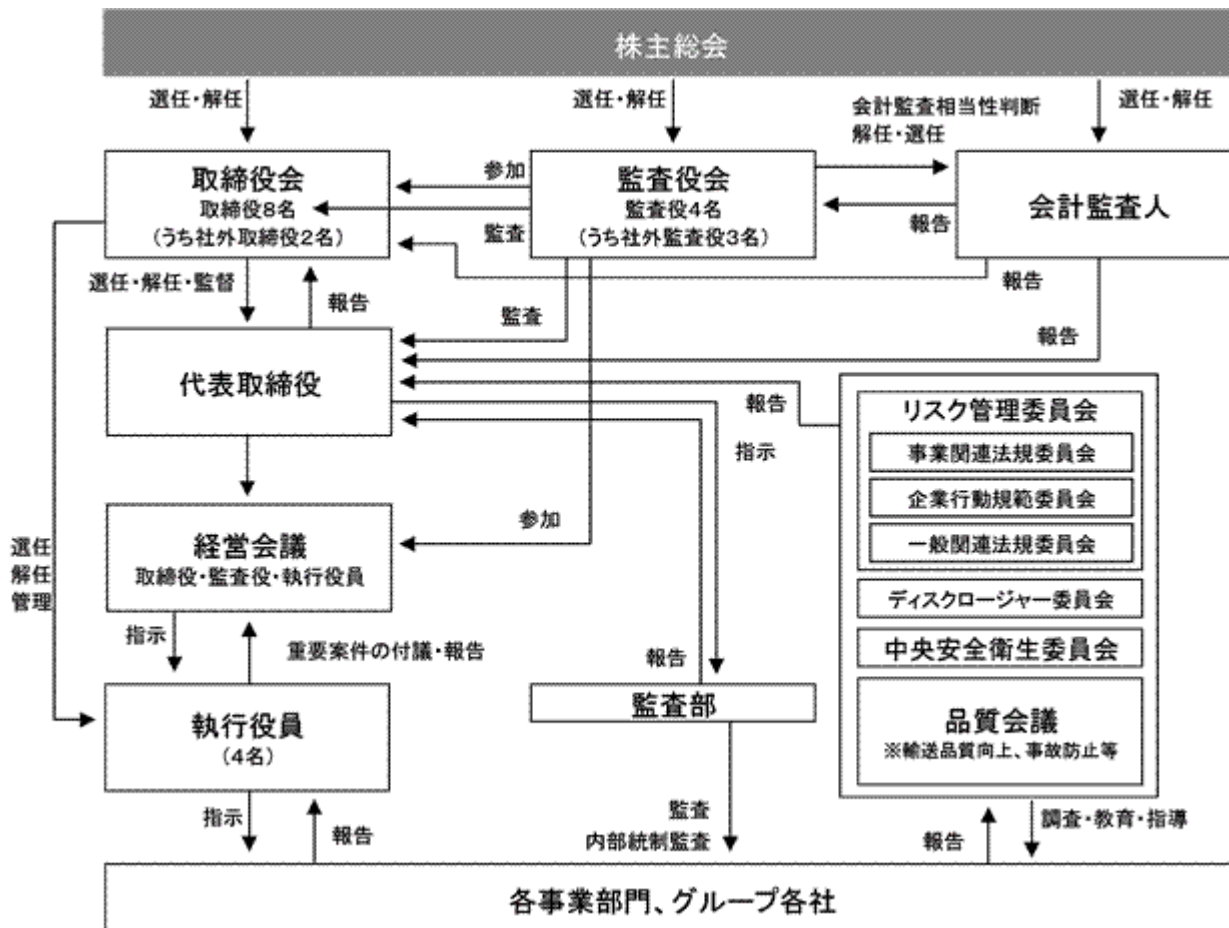 株主総会
選任・解任
選任・解任
会計監査相当性判断
解任・選任
選任・解任
取締役会
取締役8名
(うち社外取締役2名)
参加
監査
監査役会
監査役4名
(うち社外監査役3名)
報告
会計監査人
選任・解任・監督
報告
監査
報告
報告
代表取締役
報告
指示
リスク管理委員会
事業関連法規委員会
企業行動規範委員会
一般関連法規委員会
ディスクロージャー委員会
中央安全衛生委員会
品質会議
※輸送品質向上、事故防止等
選任
解任
管理
経営会議
取締役・監査役・執行役員
参加
指示
重要案件の付議・報告
報告
監査部
執行役員
(4名)
指示
報告
監査
内部統制監査
報告
調査・教育・指導
各事業部門、グループ各社